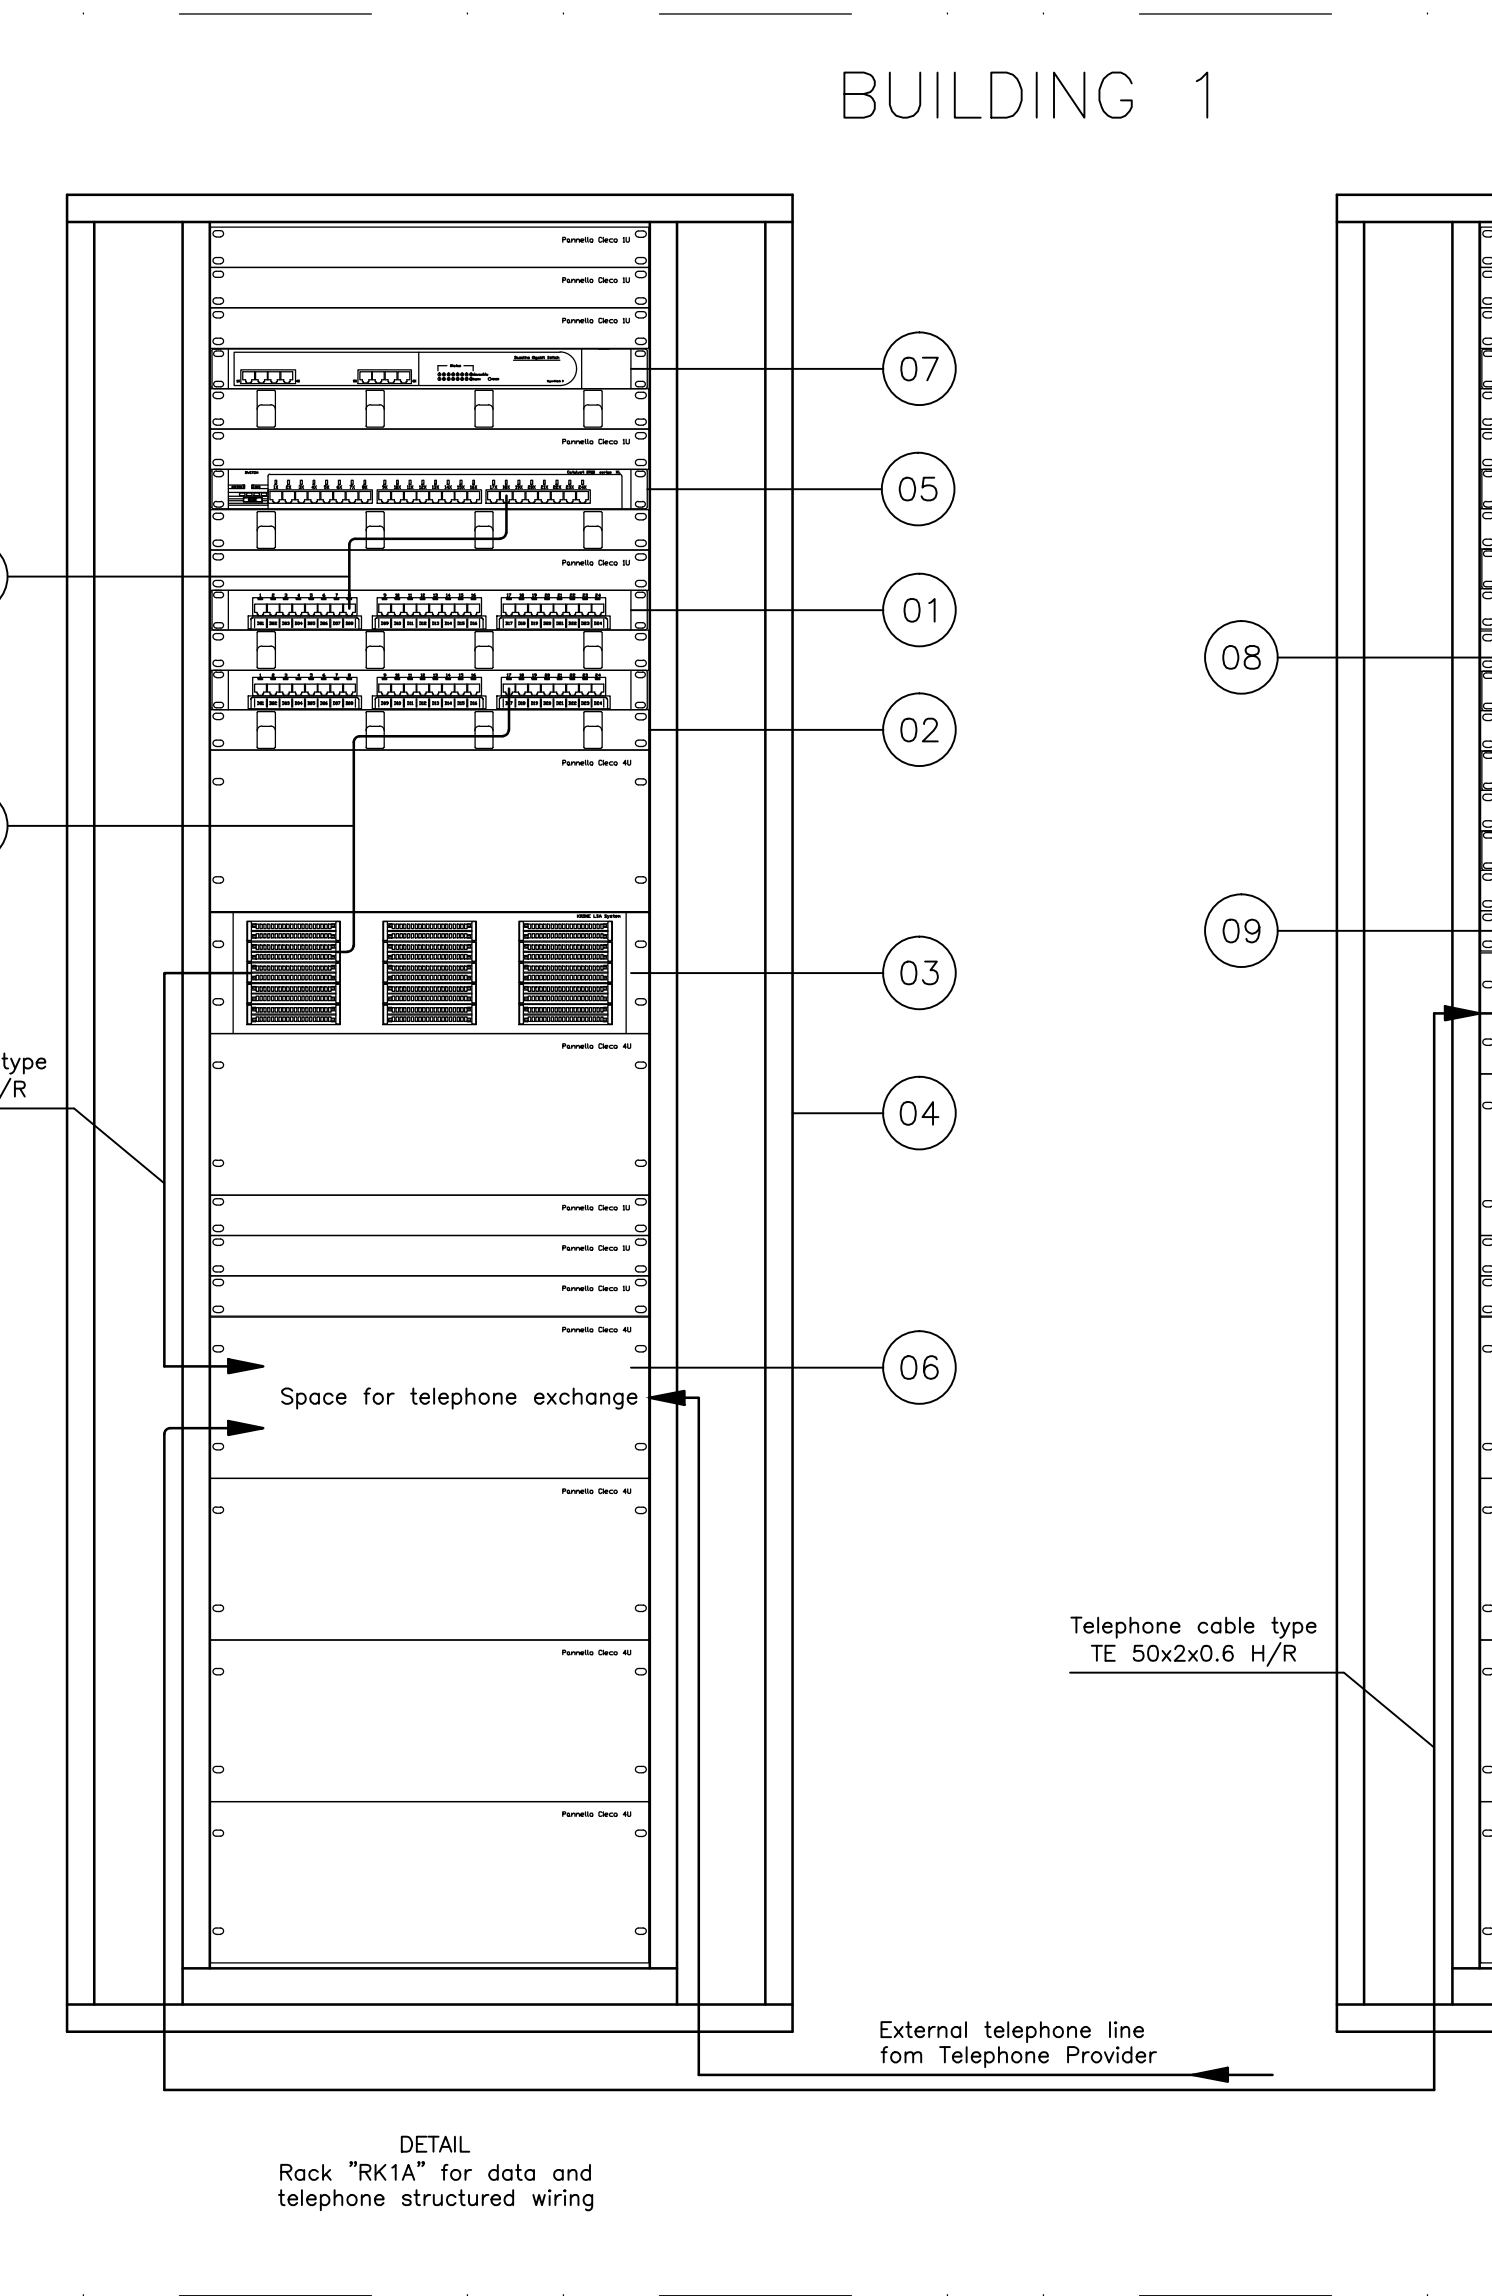 BUILDING 1
Pannello Cieco 1U
Pannello Cieco 1U
Pannello Cieco 1U
07
Pannello Cieco 1U
05
Pannello Cieco 1U
01
08
02
Pannello Cieco 4U
09
KRONE LSA System
03
type
/R
Pannello Cieco 4U
04
Pannello Cieco 1U
Pannello Cieco 1U
Pannello Cieco 1U
Pannello Cieco 4U
06
Space for telephone exchange
Pannello Cieco 4U
Telephone cable type
TE 50x2x0.6 H/R
Pannello Cieco 4U
Pannello Cieco 4U
External telephone line
fom Telephone Provider
DETAIL
Rack "RK1A" for data and
telephone structured wiring